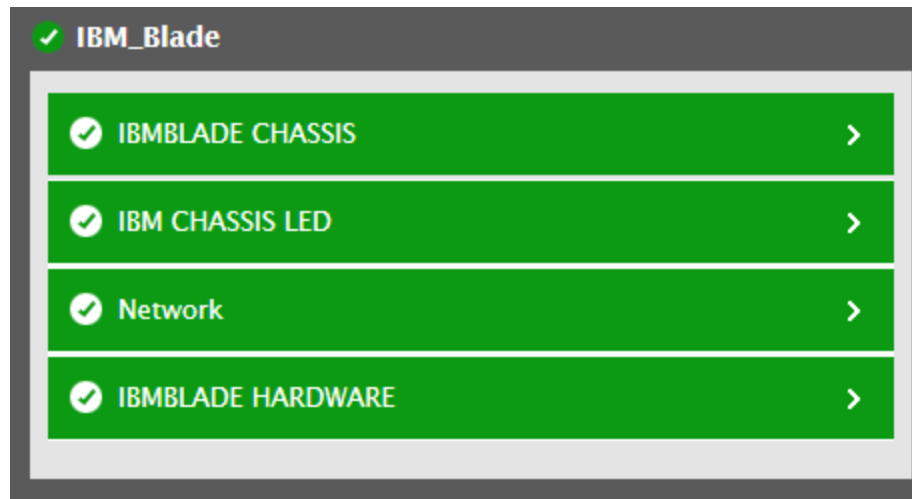 IBM_Blade
IBMBLADE CHASSIS
IBM CHASSIS LED
Network
IBMBLADE HARDWARE